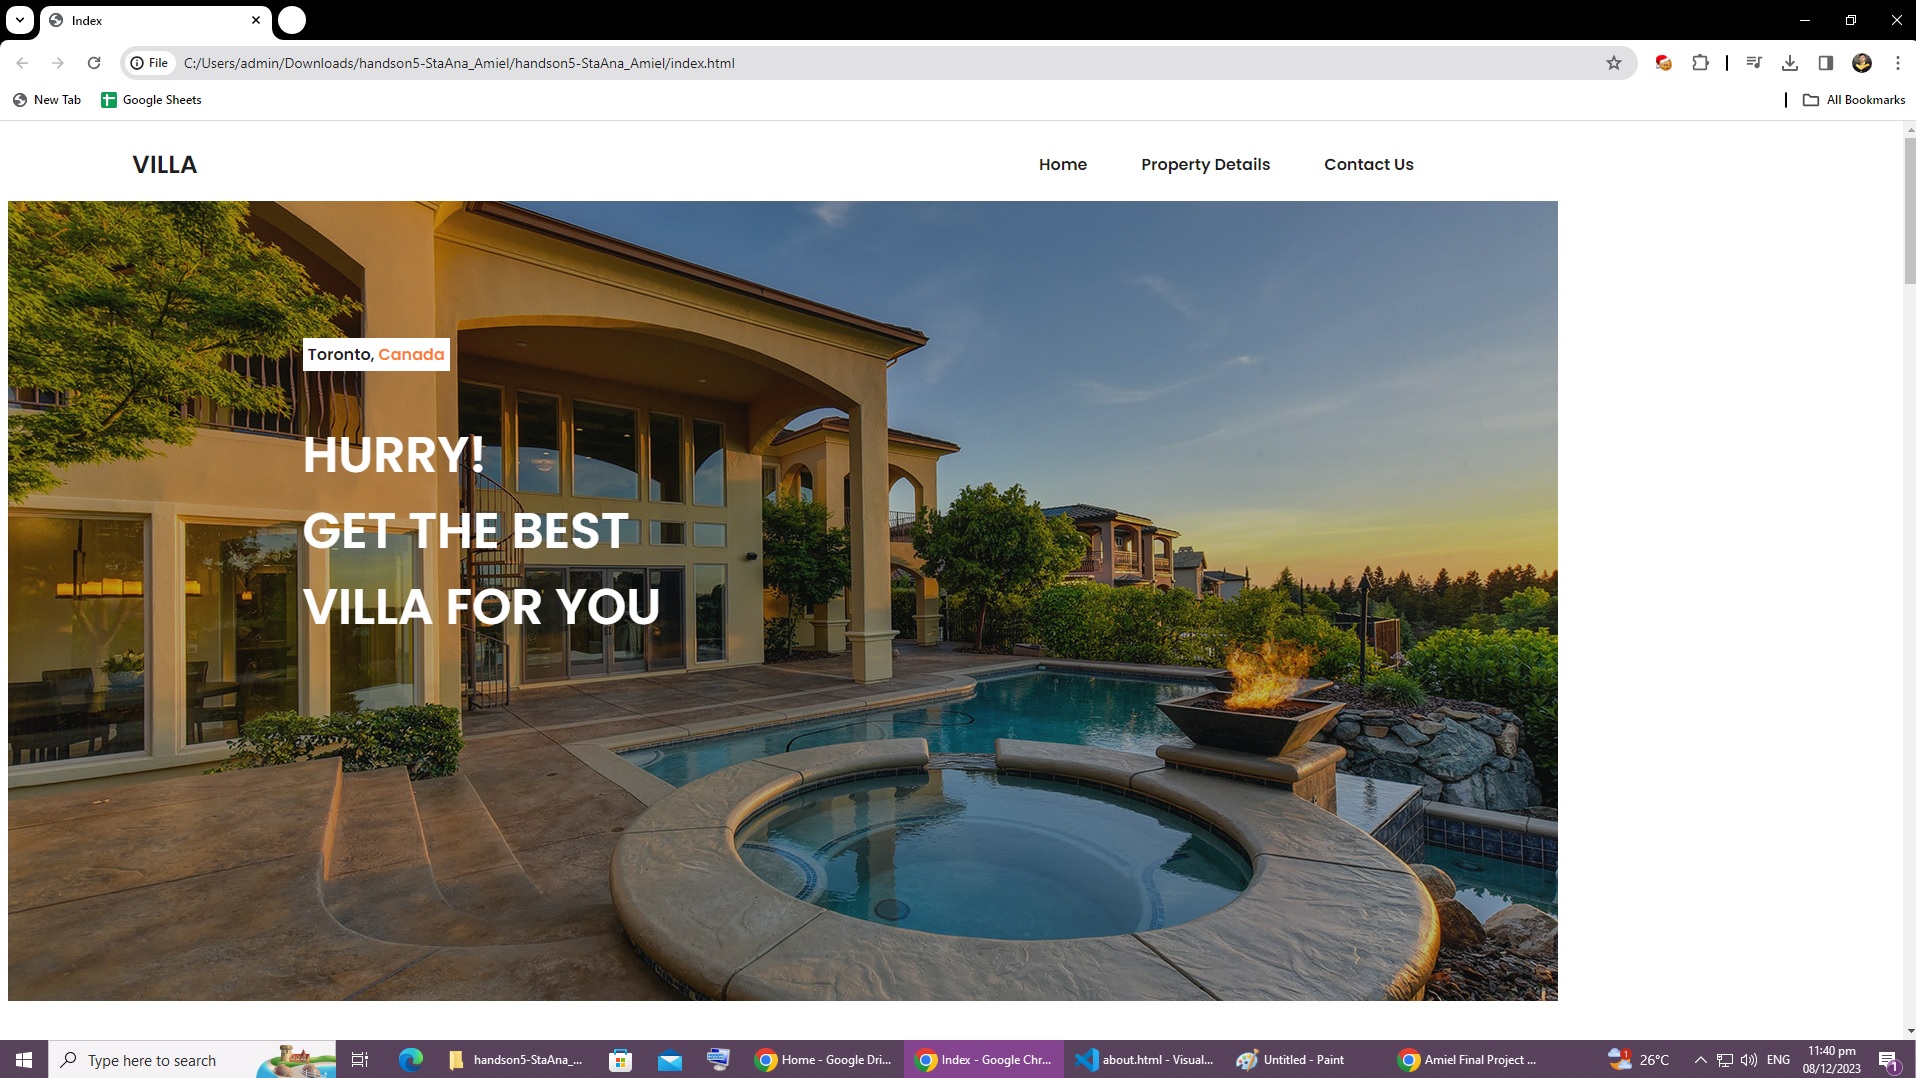 Index
File
C:/Users/admin/Downloads/handson5-StaAna_Amiel/handson5-StaAna_Amiel/index.html
New Tab
Google Sheets
All Bookmarks
VILLA
Home
Property Details
Contact Us
Toronto, Canada
HURRY!
GET THE BEST
VILLA FOR YOU
Type here to search
handson5-StaAna_...
Home - Google Dri...
Index - Google Chr...
about.html - Visual...
Untitled - Paint
Amiel Final Project ...
1
26°C
ENG
11:40 pm
08/12/2023
1